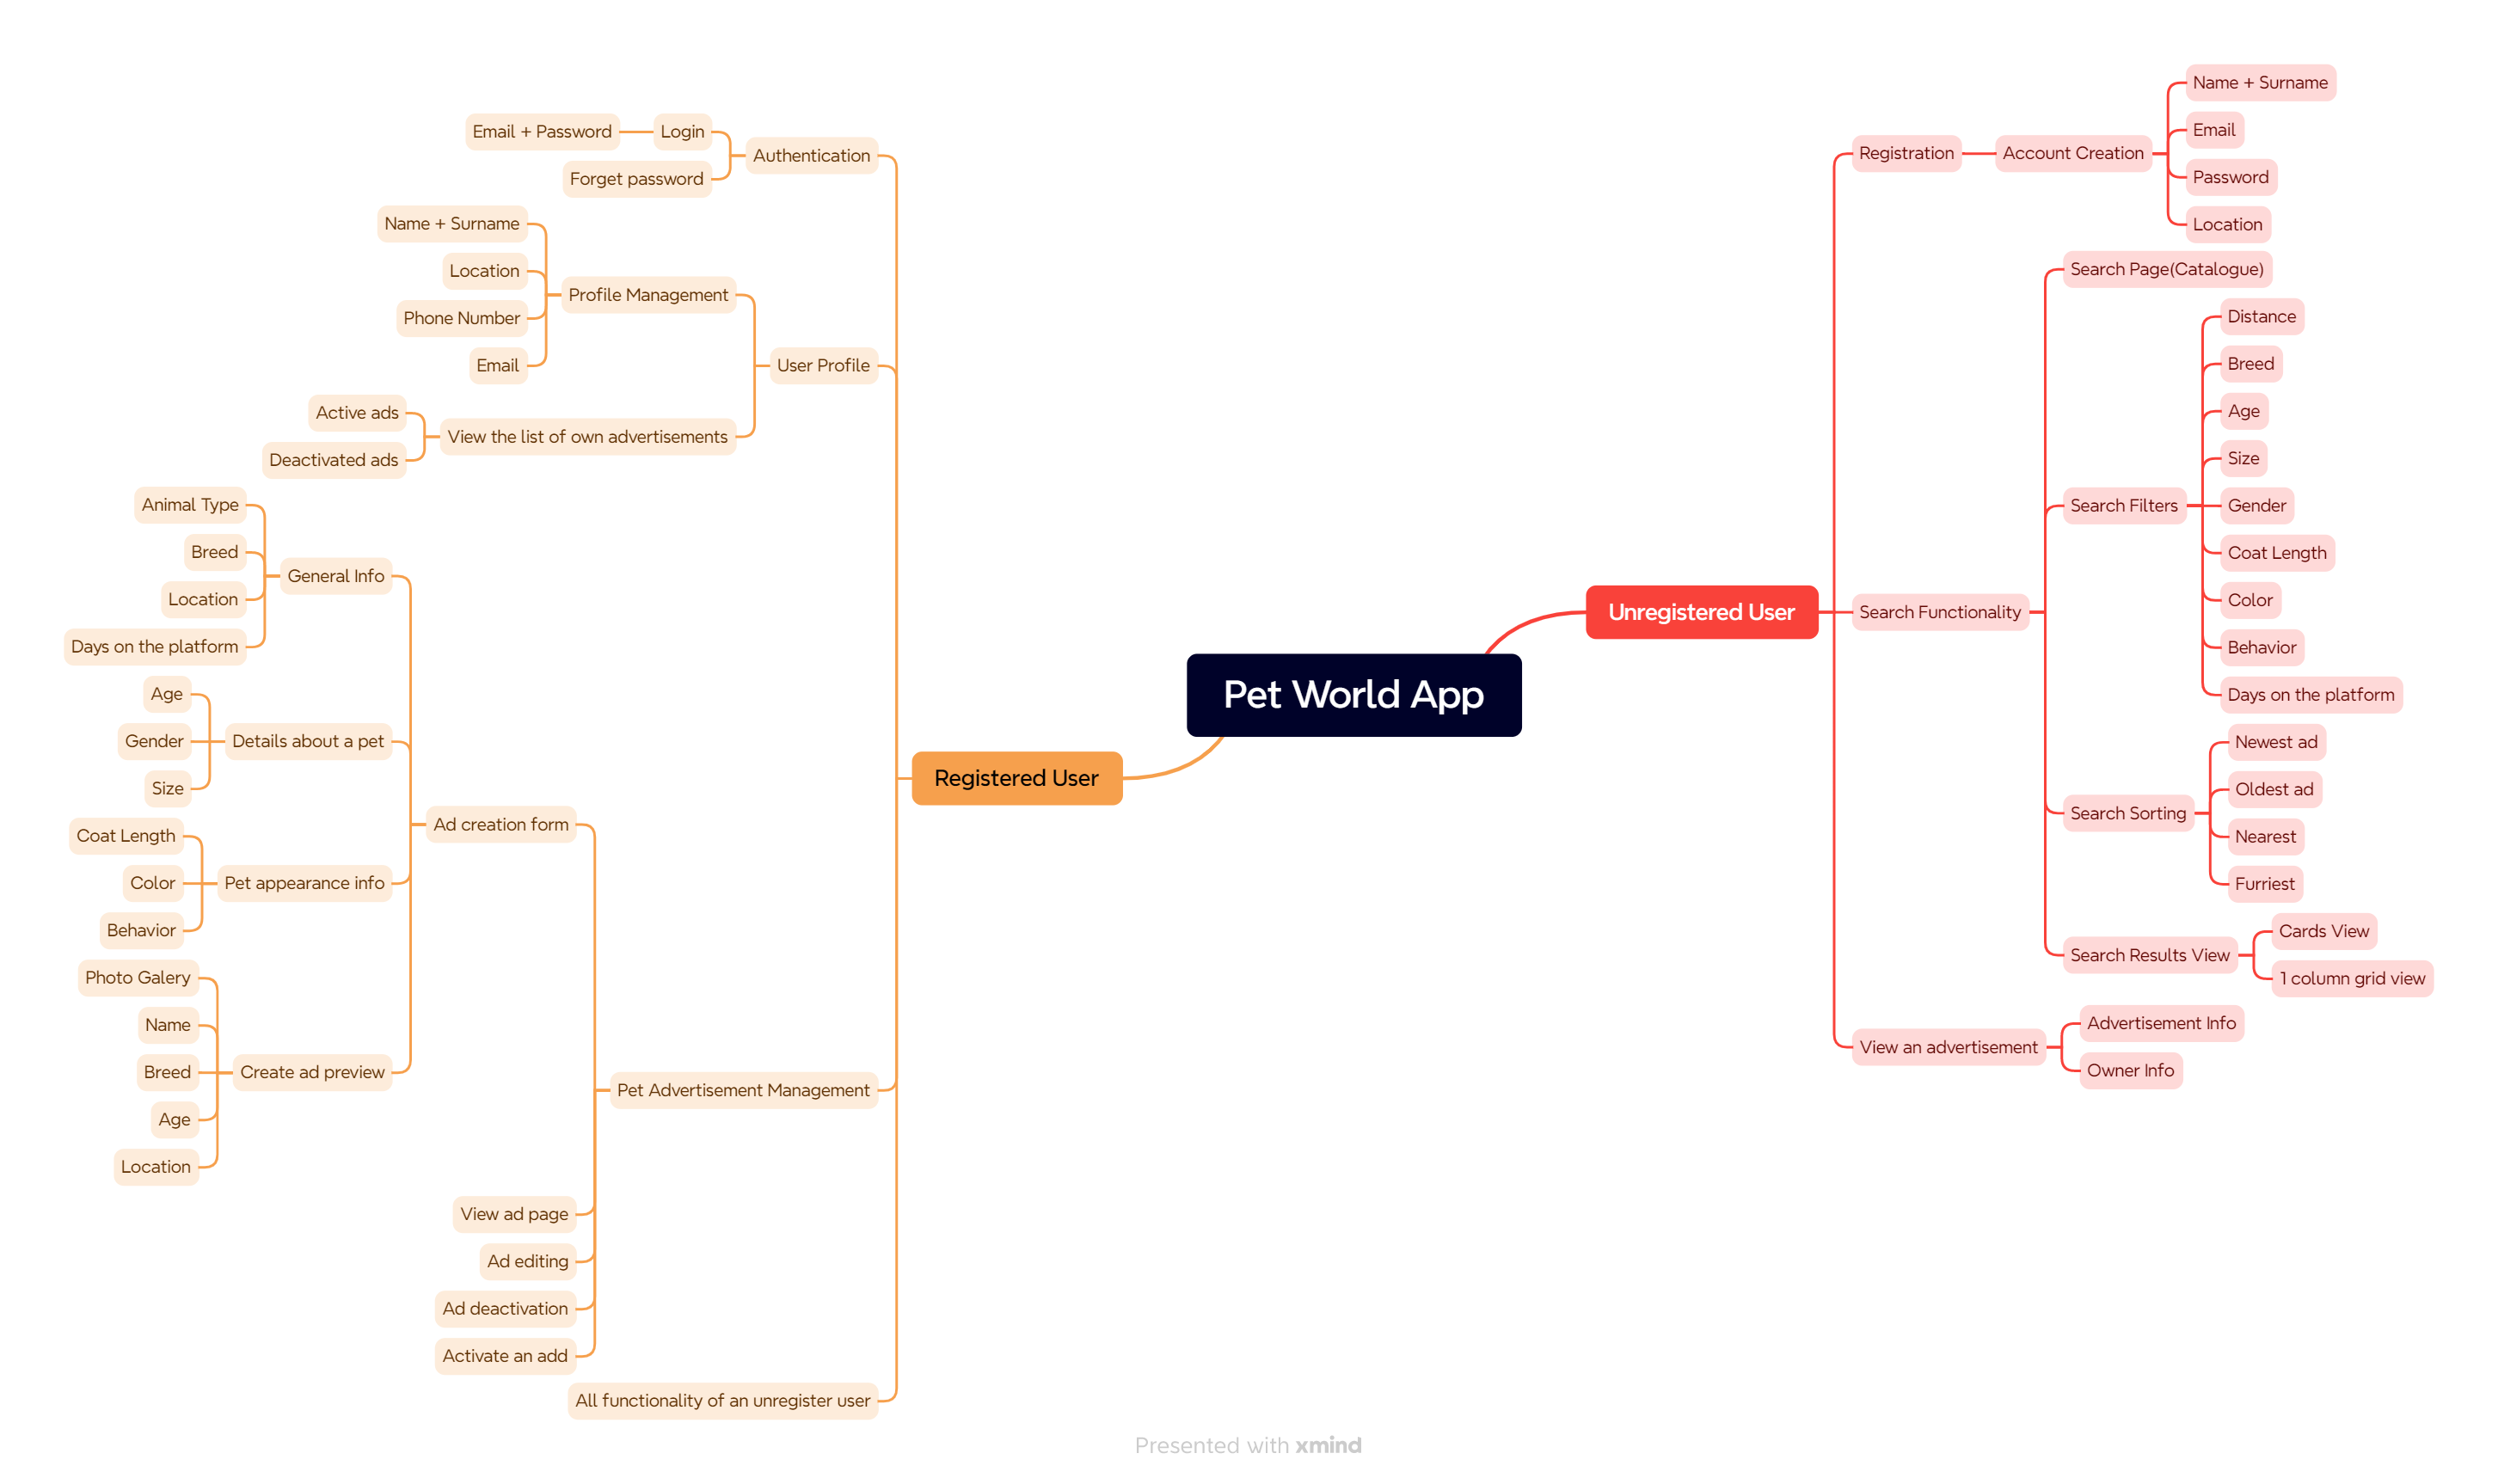 Pet World App
Unregistered User
Registration
Account Creation
Name + Surname
Email
Password
Location
Search Functionality
Search Page(Catalogue)
Search Filters
Distance
Breed
Age
Size
Gender
Coat Length
Color
Behavior
Days on the platform
Search Sorting
Newest ad
Oldest ad
Nearest
Furriest
Search Results View
Cards View
1 column grid view
View an advertisement
Advertisement Info
Owner Info
Registered User
Authentication
Login
Email + Password
Forget password
User Profile
Profile Management
Name + Surname
Location
Phone Number
Email
View the list of own advertisements
Active ads
Deactivated ads
Pet Advertisement Management
Ad creation form
General Info
Animal Type
Breed
Location
Days on the platform
Details about a pet
Age
Gender
Size
Pet appearance info
Coat Length
Color
Behavior
Create ad preview
Photo Galery
Name
Breed
Age
Location
View ad page
Ad editing
Ad deactivation
Activate an add
All functionality of an unregister user
Presented with xmind